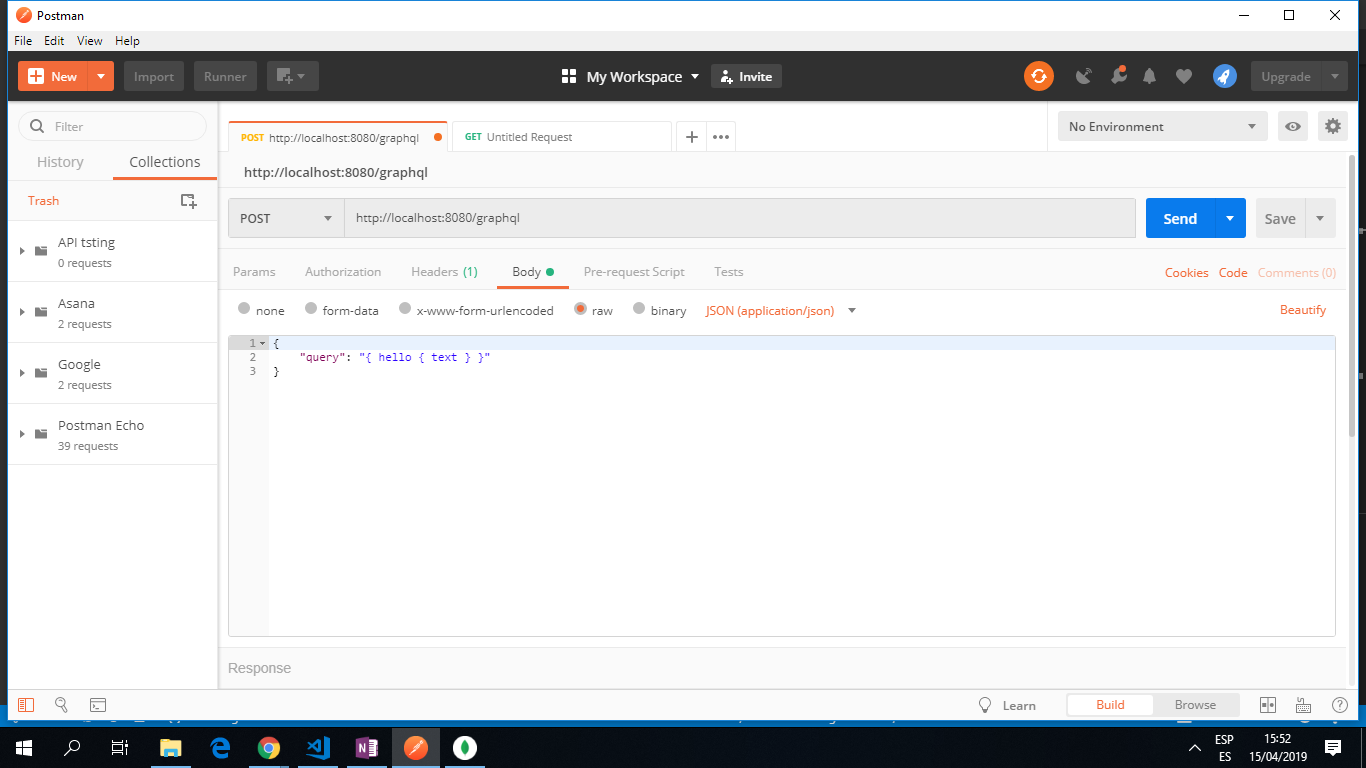 Postman
File Edit View Help
New Import Runner My Workspace Invite Upgrade
Filter
History Collections
Trash
API tsting
0 requests
Asana
2 requests
Google
2 requests
Postman Echo
39 requests
POST http://localhost:8080/graphql GET Untitled Request + ••• No Environment
http://localhost:8080/graphql
POST http://localhost:8080/graphql Send Save
Params Authorization Headers (1) Body Pre-request Script Tests Cookies Code Comments (0)
none form-data x-www-form-urlencoded raw binary JSON (application/json) Beautify
1 {
2 "query": "{ hello { text } }"
3 }
Response
Learn Build Browse
ESP 15:52
ES 15/04/2019